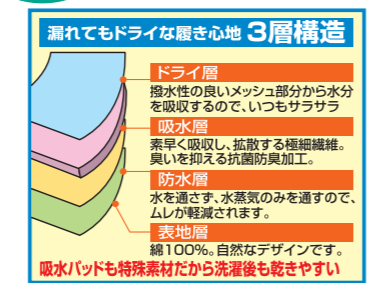 漏れてもドライな履き心地 3層構造
ドライ層
撥水性の良いメッシュ部分から水分
を吸収するので、いつもサラサラ
吸水層
素早く吸収し、拡散する極細繊維。
臭いを抑える抗菌防臭加工。
防水層
水を通さず、水蒸気のみを通すので、
ムレが軽減されます。
表地層
綿100%。自然なデザインです。
吸水パッドも特殊素材だから洗濯後も乾きやすい